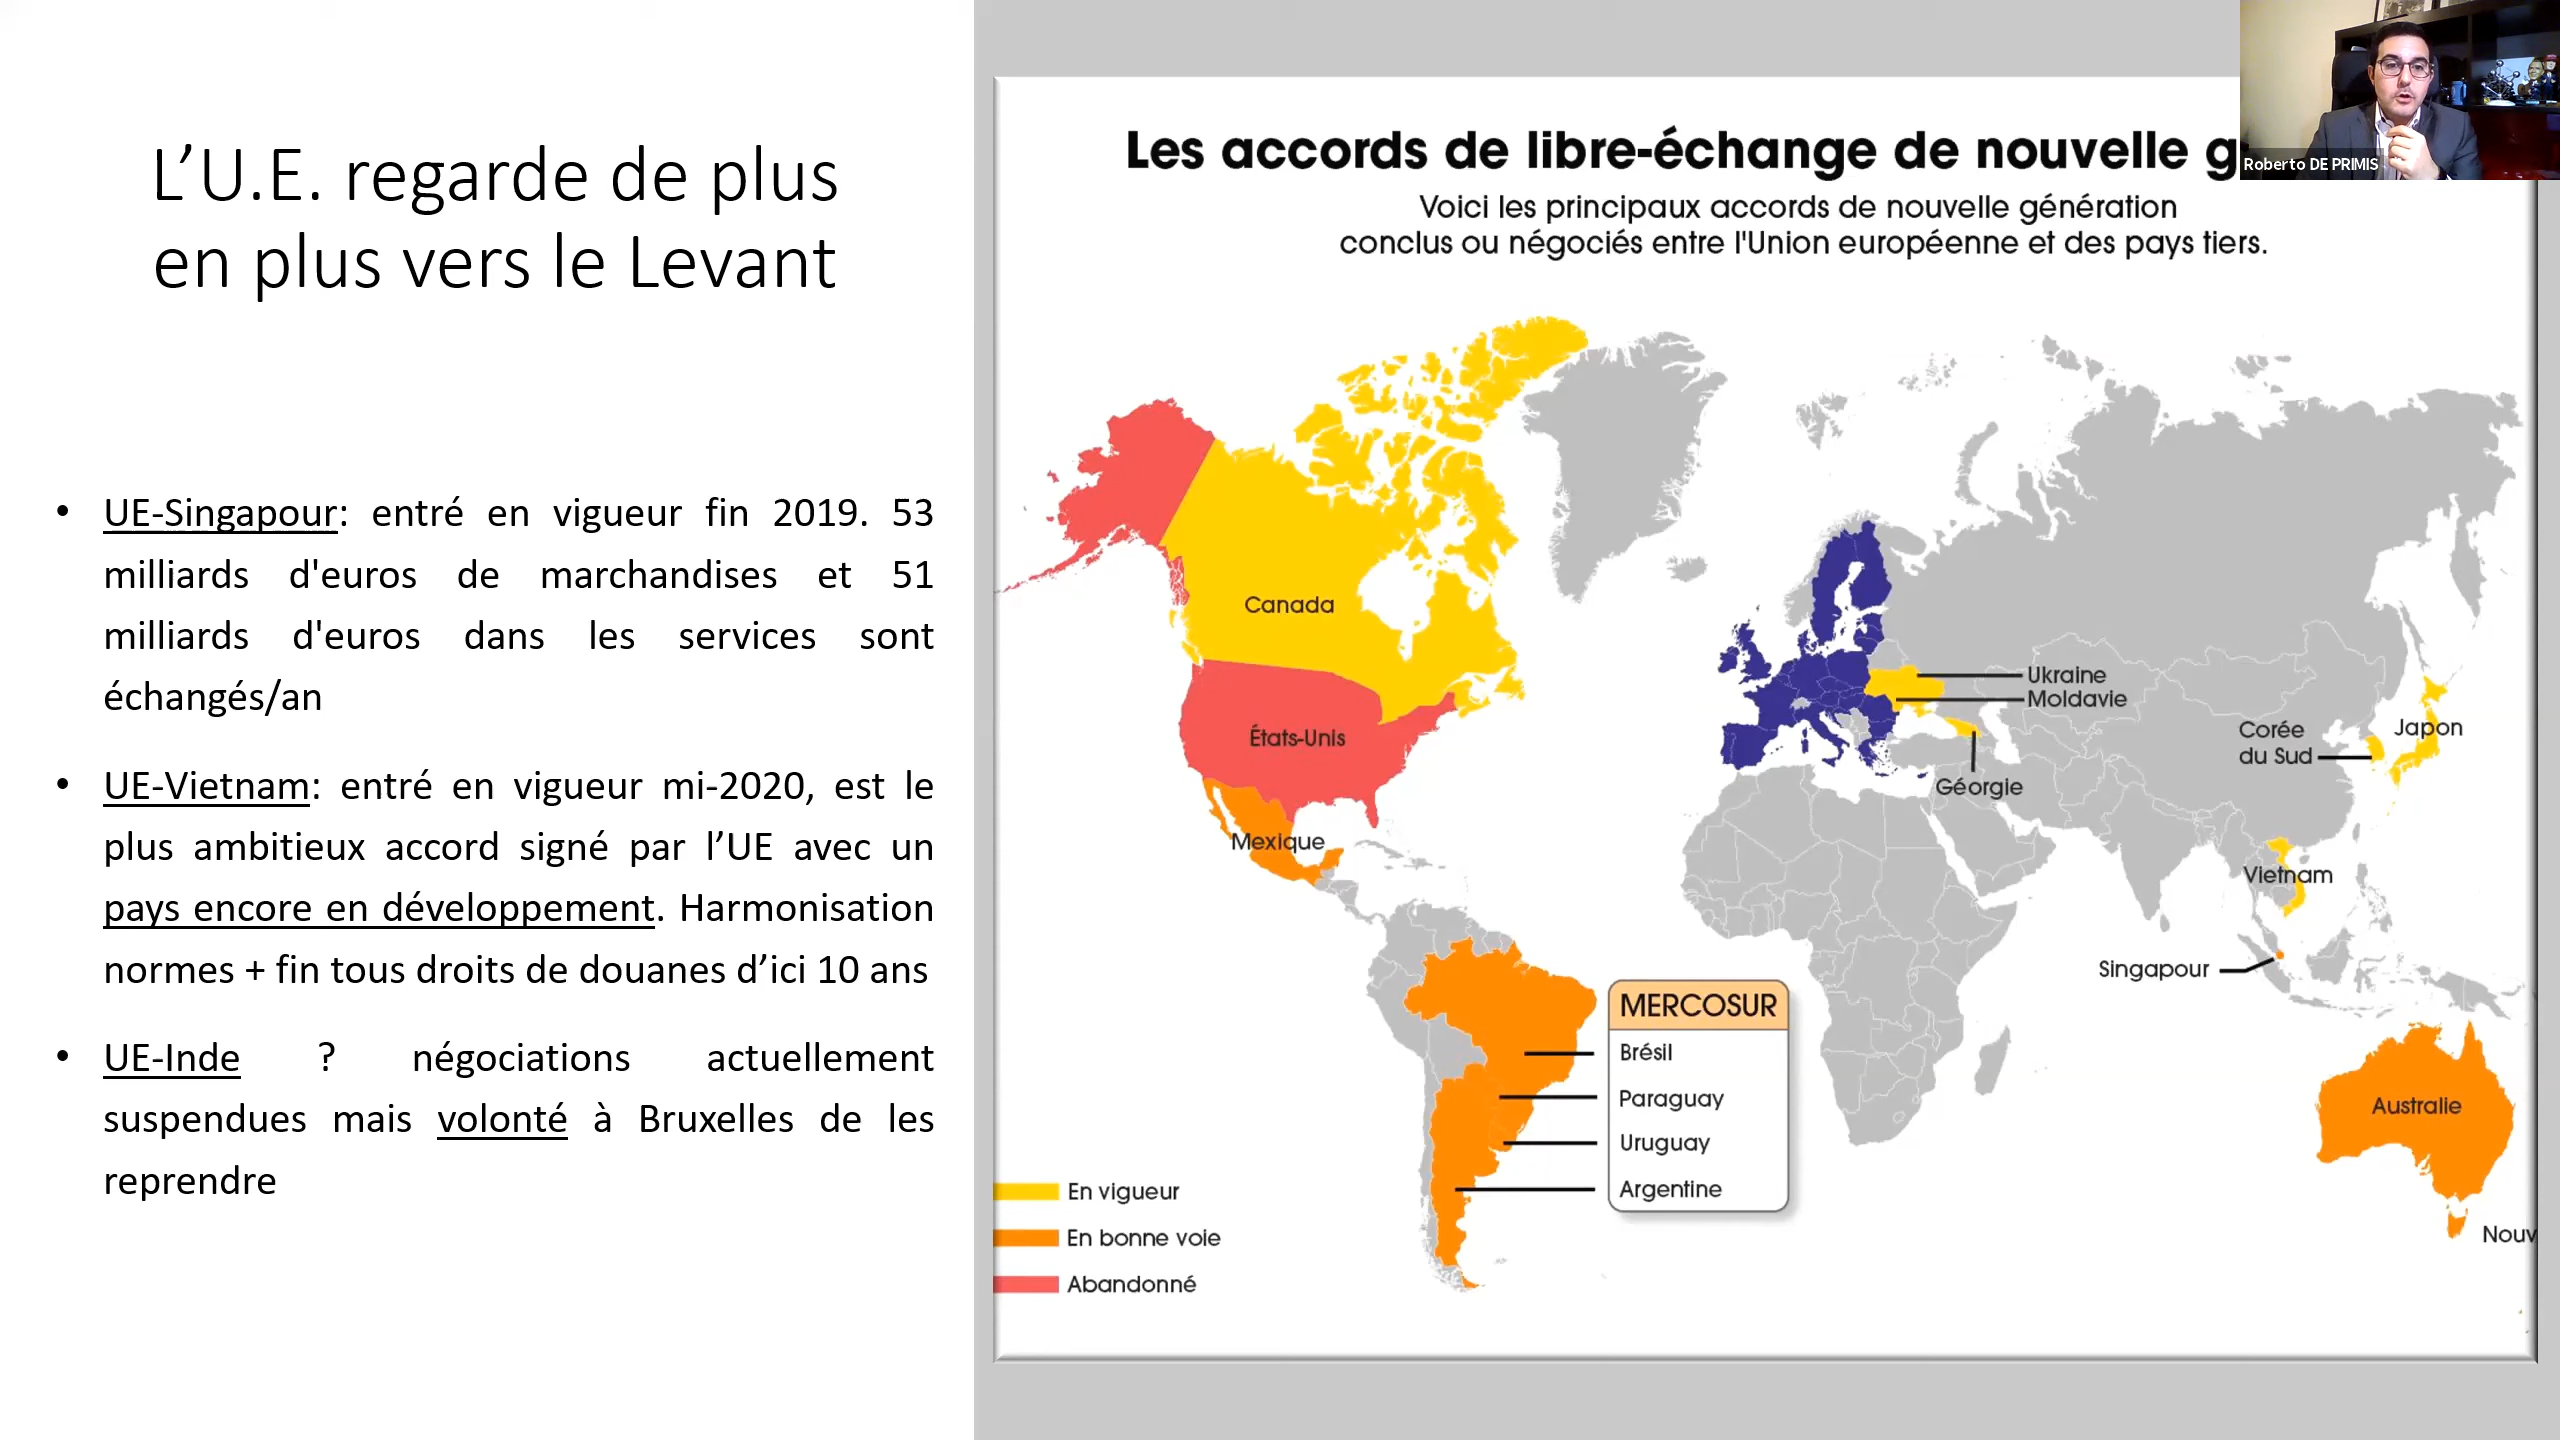 L’U.E. regarde de plus
en plus vers le Levant
• UE-Singapour: entré en vigueur fin 2019. 53
milliards d'euros de marchandises et 51
milliards d'euros dans les services sont
échangés/an
• UE-Vietnam: entré en vigueur mi-2020, est le
plus ambitieux accord signé par l’UE avec un
pays encore en développement. Harmonisation
normes + fin tous droits de douanes d’ici 10 ans
• UE-Inde ? négociations actuellement
suspendues mais volonté à Bruxelles de les
reprendre
Les accords de libre-échange de nouvelle g
Voici les principaux accords de nouvelle génération
conclus ou négociés entre l'Union européenne et des pays tiers.
Roberto DE PRIMIS
Canada
États-Unis
Mexique
Ukraine
Moldavie
Géorgie
Corée
du Sud
Japon
Vietnam
Singapour
Australie
Nouv
MERCOSUR
Brésil
Paraguay
Uruguay
Argentine
En vigueur
En bonne voie
Abandonné